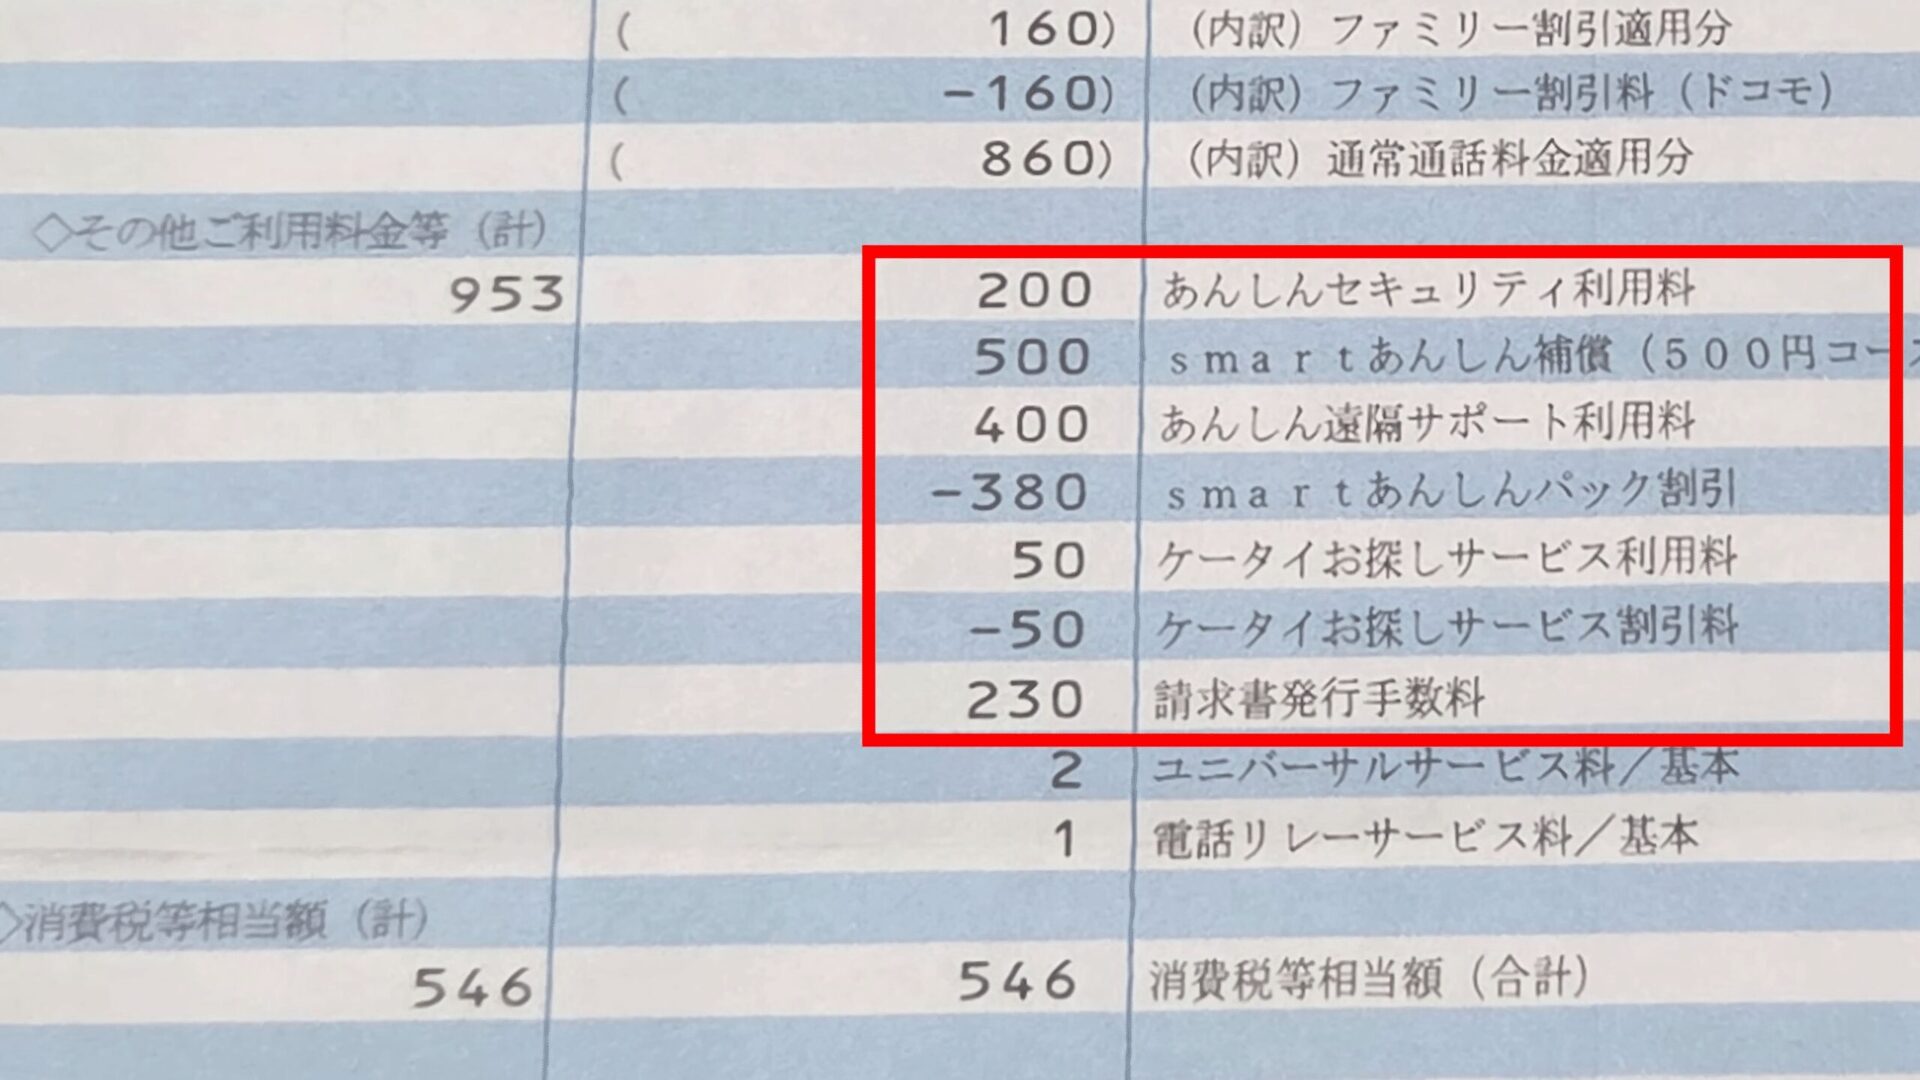 ( 160) (内訳) ファミリー割引適用分
( −160) (内訳) ファミリー割引料 (ドコモ)
( 860) (内訳) 通常通話料金適用分
◇その他ご利用料金等 (計)
953 200 あんしんセキュリティ利用料
500 smartあんしん補償 (500円コース
400 あんしん遠隔サポート利用料
−380 smartあんしんパック割引
50 ケータイお探しサービス利用料
−50 ケータイお探しサービス割引料
230 請求書発行手数料
2 ユニバーサルサービス料/基本
1 電話リレーサービス料/基本
◇消費税等相当額 (計)
546 546 消費税等相当額 (合計)